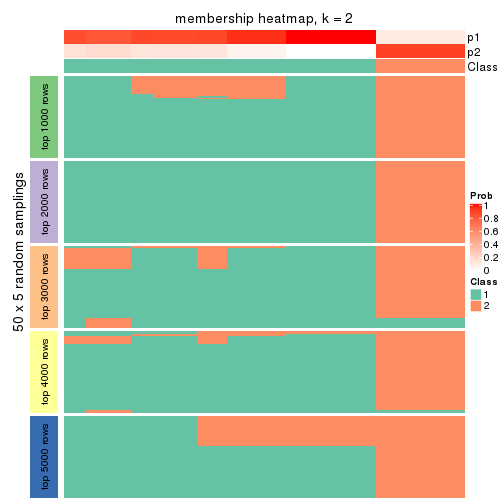 membership heatmap, k = 2
p1
p2
Class
50 x 5 random samplings
top 1000 rows
top 2000 rows
top 3000 rows
top 4000 rows
top 5000 rows
Prob
1
0.8
0.6
0.4
0.2
0
Class
1
2